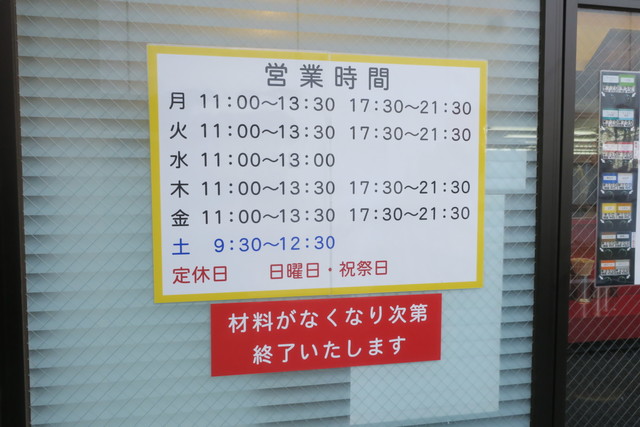 営業時間
月 11:00～13:30 17:30～21:30
火 11:00～13:30 17:30～21:30
水 11:00～13:00
木 11:00～13:30 17:30～21:30
金 11:00～13:30 17:30～21:30
土 9:30～12:30
定休日 日曜日・祝祭日
材料がなくなり次第
終了いたします